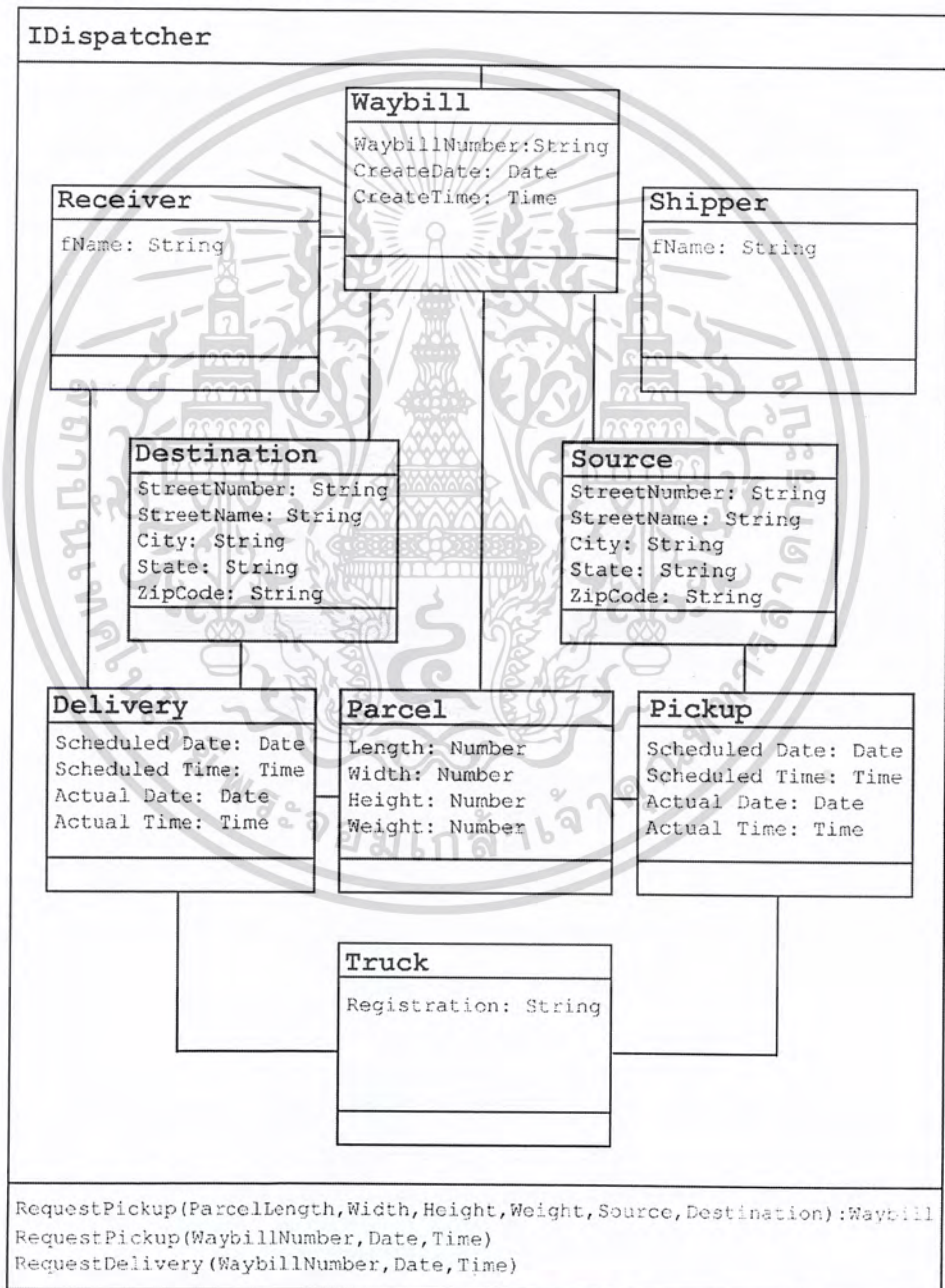 IDispatcher
Waybill
WaybillNumber:String
CreateDate: Date
CreateTime: Time
Receiver
fName: String
Shipper
fName: String
Destination
StreetNumber: String
StreetName: String
City: String
State: String
ZipCode: String
Source
StreetNumber: String
StreetName: String
City: String
State: String
ZipCode: String
Delivery
Scheduled Date: Date
Scheduled Time: Time
Actual Date: Date
Actual Time: Time
Parcel
Length: Number
Width: Number
Height: Number
Weight: Number
Pickup
Scheduled Date: Date
Scheduled Time: Time
Actual Date: Date
Actual Time: Time
Truck
Registration: String
RequestPickup(ParcelLength,Width,Height,Weight,Source,Destination):Waybill
RequestPickup(WaybillNumber,Date,Time)
RequestDelivery(WaybillNumber,Date,Time)